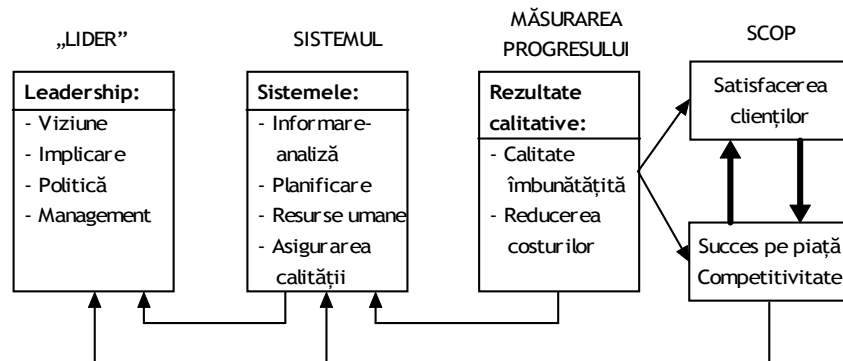 „LIDER”
Leadership:
- Viziune
- Implicare
- Politică
- Management
SISTEMUL
Sistemele:
- Informare-
analiză
- Planificare
- Resurse umane
- Asigurarea
calității
MĂSURAREA
PROGRESULUI
Rezultate
calitative:
- Calitate
îmbunătățită
- Reducerea
costurilor
SCOP
Satisfacerea
clienților
Succes pe piață
Competitivitate